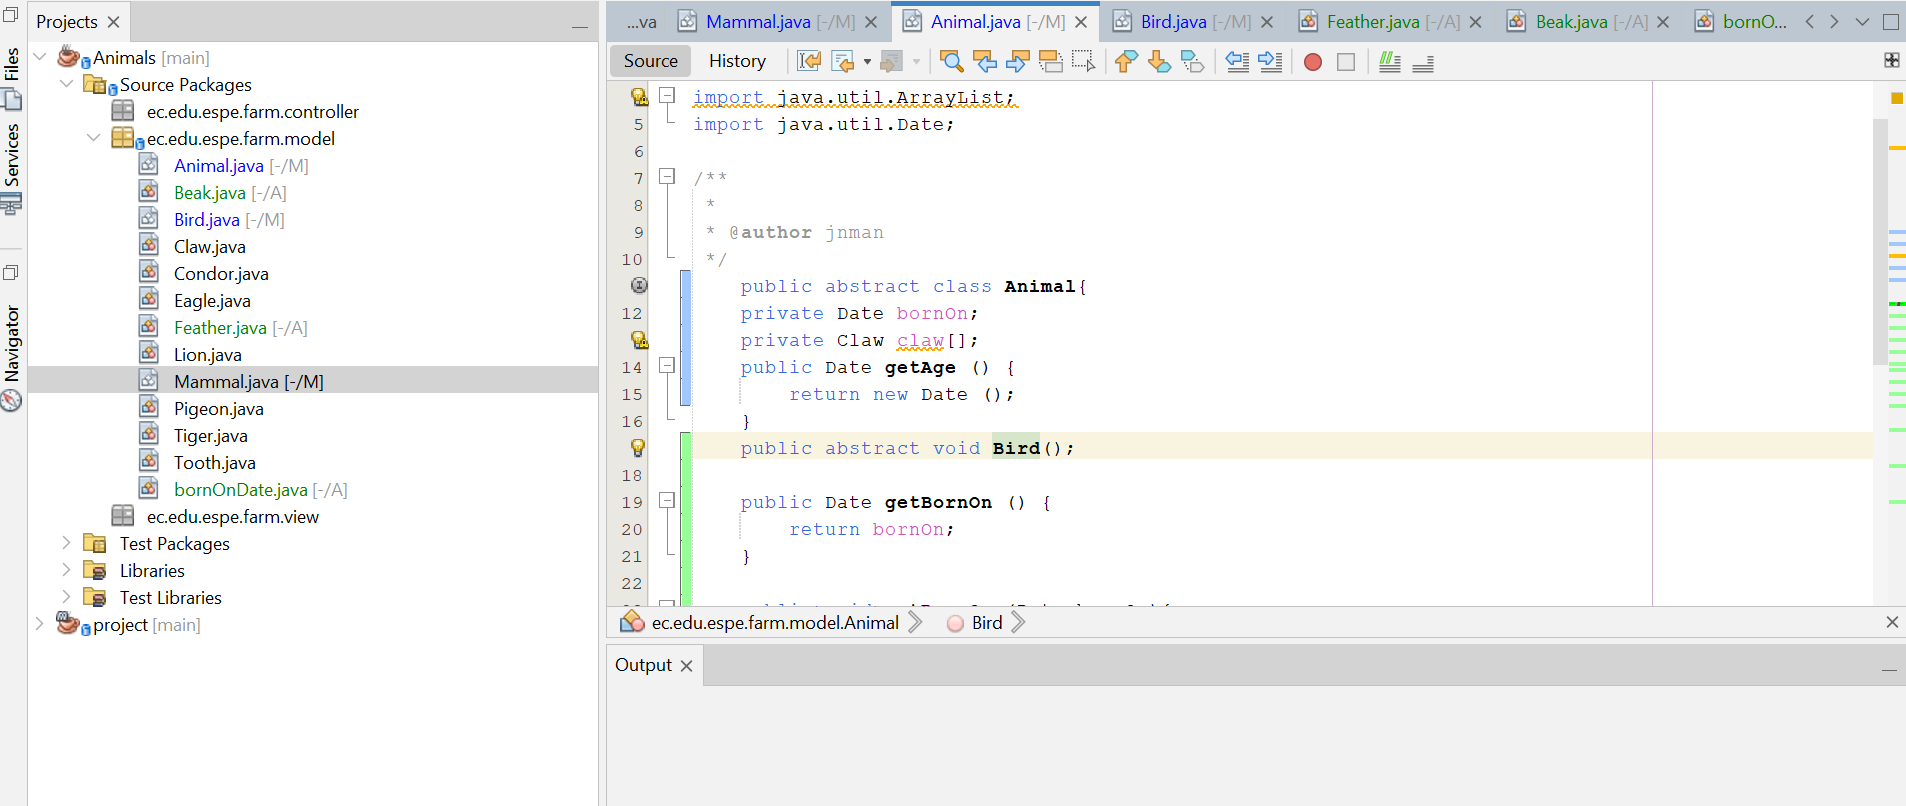 Projects
Files
Services
Navigator
Animals [main]
Source Packages
ec.edu.espe.farm.controller
ec.edu.espe.farm.model
Animal.java [-/M]
Beak.java [-/A]
Bird.java [-/M]
Claw.java
Condor.java
Eagle.java
Feather.java [-/A]
Lion.java
Mammal.java [-/M]
Pigeon.java
Tiger.java
Tooth.java
bornOnDate.java [-/A]
ec.edu.espe.farm.view
Test Packages
Libraries
Test Libraries
project [main]
...va Mammal.java [-/M] Animal.java [-/M] Bird.java [-/M] Feather.java [-/A] Beak.java [-/A] bornO...
Source History
import java.util.ArrayList;
5 import java.util.Date;
6
7 /**
8 *
9 * @author jnman
10 */
public abstract class Animal{
12 private Date bornOn;
private Claw claw[];
14 public Date getAge () {
15 return new Date ();
16 }
public abstract void Bird();
18
19 public Date getBornOn () {
20 return bornOn;
21 }
22
ec.edu.espe.farm.model.Animal Bird
Output